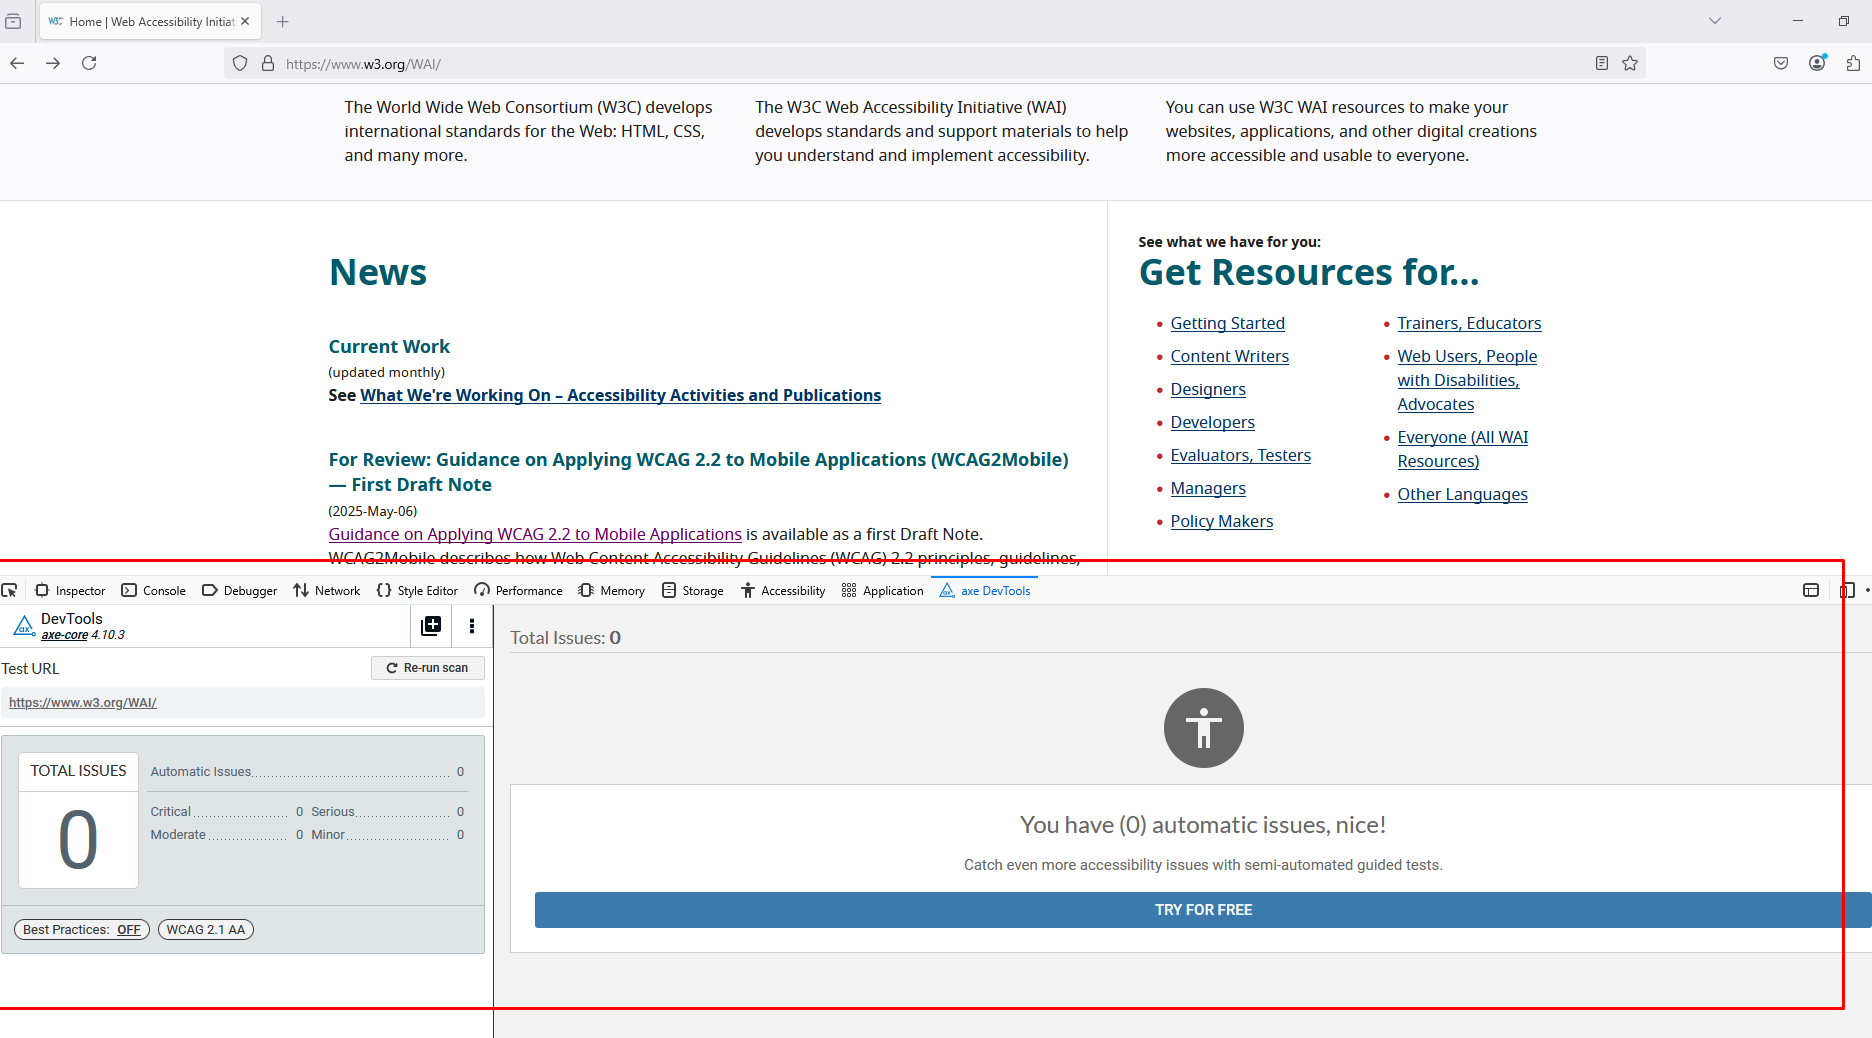 Home | Web Accessibility Initiat
https://www.w3.org/WAI/
The World Wide Web Consortium (W3C) develops
international standards for the Web: HTML, CSS,
and many more.
The W3C Web Accessibility Initiative (WAI)
develops standards and support materials to help
you understand and implement accessibility.
You can use W3C WAI resources to make your
websites, applications, and other digital creations
more accessible and usable to everyone.
News
Current Work
(updated monthly)
See What We're Working On – Accessibility Activities and Publications
For Review: Guidance on Applying WCAG 2.2 to Mobile Applications (WCAG2Mobile)
— First Draft Note
(2025-May-06)
Guidance on Applying WCAG 2.2 to Mobile Applications is available as a first Draft Note.
WCAG2Mobile describes how Web Content Accessibility Guidelines (WCAG) 2.2 principles, guidelines,
See what we have for you:
Get Resources for...
Getting Started
Content Writers
Designers
Developers
Evaluators, Testers
Managers
Policy Makers
Trainers, Educators
Web Users, People
with Disabilities,
Advocates
Everyone (All WAI
Resources)
Other Languages
Inspector Console Debugger Network Style Editor Performance Memory Storage Accessibility Application axe DevTools
DevTools
axe-core 4.10.3
Test URL
Re-run scan
https://www.w3.org/WAI/
TOTAL ISSUES
0
Automatic Issues 0
Critical 0 Serious 0
Moderate 0 Minor 0
Best Practices: OFF WCAG 2.1 AA
Total Issues: 0
You have (0) automatic issues, nice!
Catch even more accessibility issues with semi-automated guided tests.
TRY FOR FREE